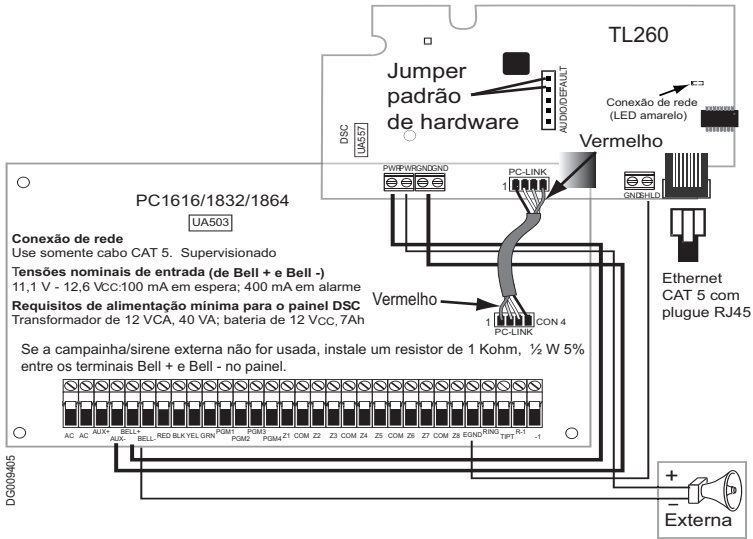 TL260
Jumper
padrão
de hardware
AUDIO/DEFAULT
Conexão de rede
(LED amarelo)
DSC
UA557
Vermelho
PWR PWR GND GND
PC-LINK
1
GND SHLD
PC1616/1832/1864
UA503
Conexão de rede
Use somente cabo CAT 5. Supervisionado
Tensões nominais de entrada (de Bell + e Bell -)
11,1 V - 12,6 VCC:100 mA em espera; 400 mA em alarme
Requisitos de alimentação mínima para o painel DSC
Transformador de 12 VCA, 40 VA; bateria de 12 VCC, 7Ah
Vermelho
1
CON 4
PC-LINK
Ethernet
CAT 5 com
plugue RJ45
Se a campainha/sirene externa não for usada, instale um resistor de 1 Kohm, ½ W 5%
entre os terminais Bell + e Bell - no painel.
AC AC AUX+ AUX- BELL+ BELL- RED BLK YEL GRN PGM1 PGM2 PGM3 PGM4 Z1 COM Z2 Z3 COM Z4 Z5 COM Z6 Z7 COM Z8 EGND RING TIPT R-1 -1
DG009405
+
–
Externa